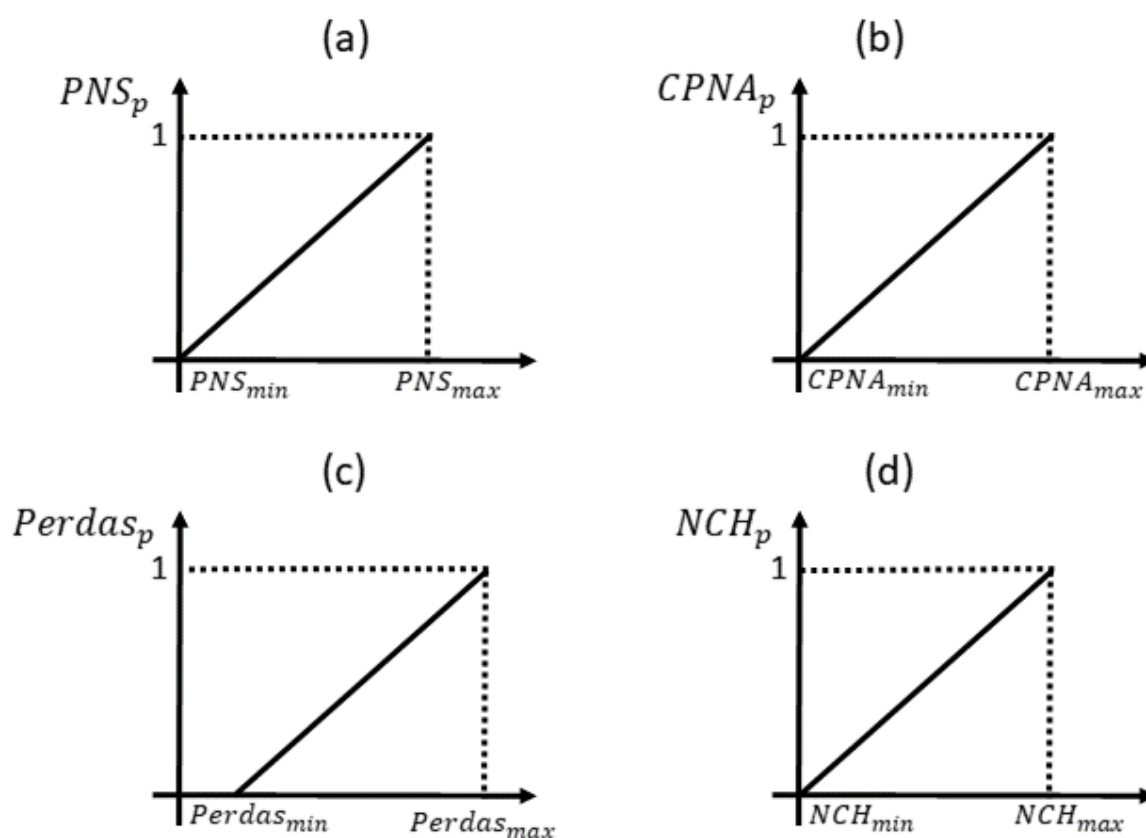 (a)
(b)
PNS_p
CPNA_p
1
1
PNS_min
PNS_max
CPNA_min
CPNA_max
(c)
(d)
Perdas_p
NCH_p
1
1
Perdas_min
Perdas_max
NCH_min
NCH_max